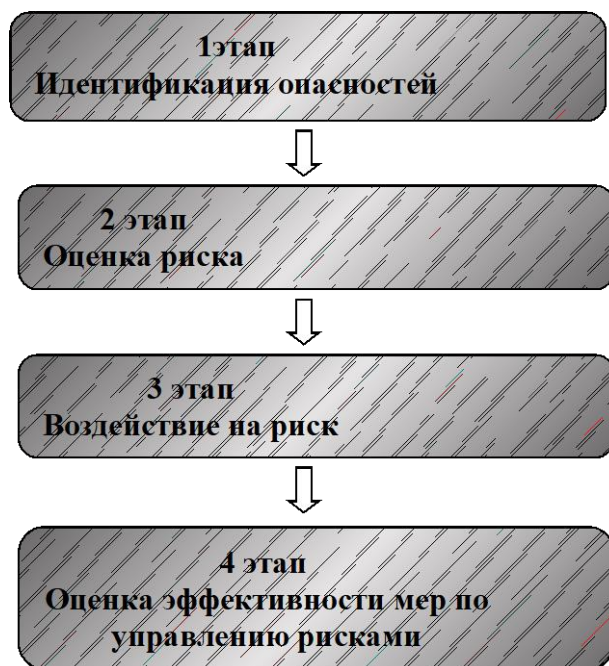 1этап
Идентификация опасностей
2 этап
Оценка риска
3 этап
Воздействие на риск
4 этап
Оценка эффективности мер по
управлению рисками